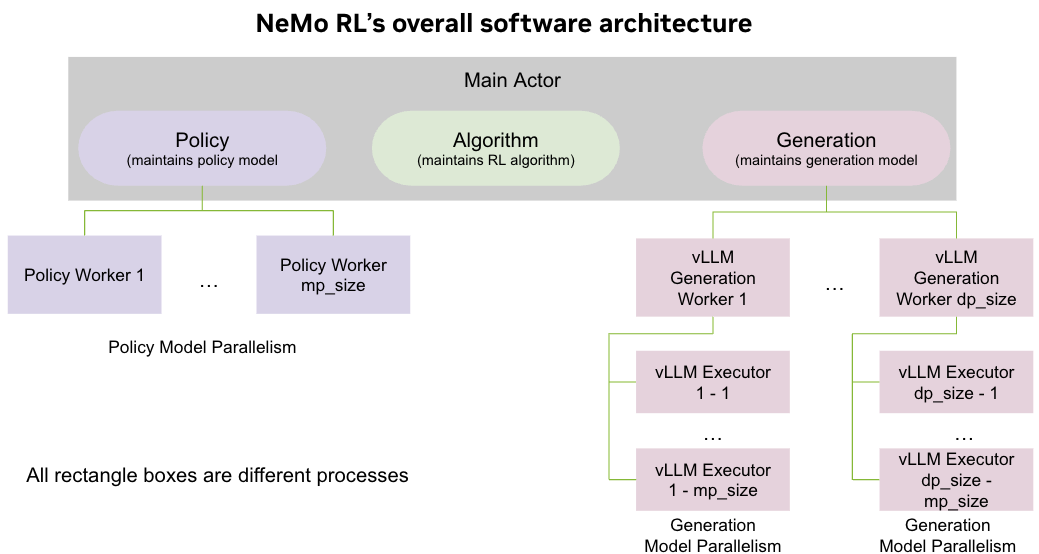 NeMo RL's overall software architecture
Main Actor
Policy
(maintains policy model
Algorithm
(maintains RL algorithm)
Generation
(maintains generation model
Policy Worker 1
...
Policy Worker
mp_size
Policy Model Parallelism
vLLM
Generation
Worker 1
...
vLLM
Generation
Worker dp_size
vLLM Executor
1 - 1
...
vLLM Executor
1 - mp_size
Generation
Model Parallelism
vLLM Executor
dp_size - 1
...
vLLM Executor
dp_size -
mp_size
Generation
Model Parallelism
All rectangle boxes are different processes